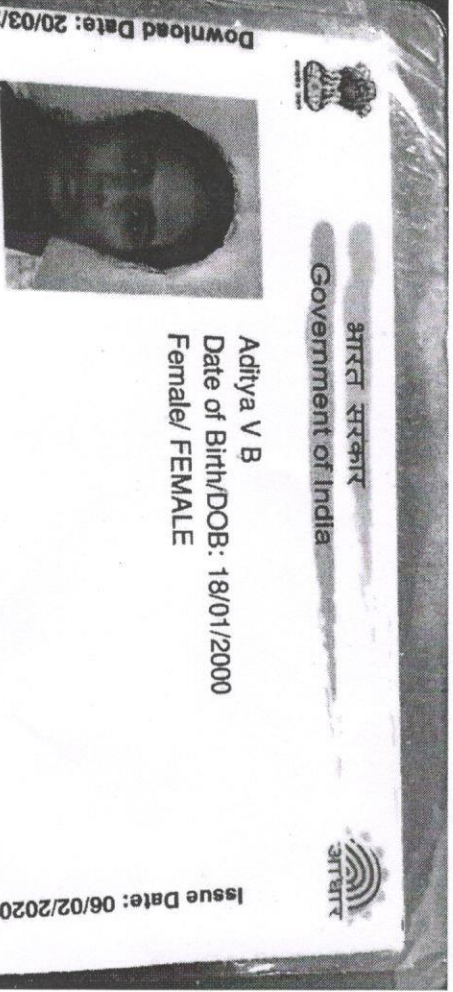 भारत सरकार
Government of India
आधार
Download Date: 20/03/
Aditya V B
Date of Birth/DOB: 18/01/2000
Female/ FEMALE
Issue Date: 06/02/2020